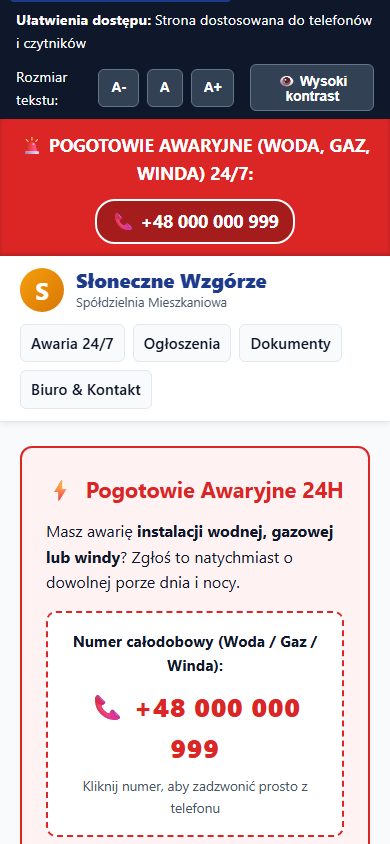 Ułatwienia dostępu: Strona dostosowana do telefonów
i czytników
Rozmiar
tekstu:
A-
A
A+
Wysoki
kontrast
POGOTOWIE AWARYJNE (WODA, GAZ,
WINDA) 24/7:
+48 000 000 999
S
Słoneczne Wzgórze
Spółdzielnia Mieszkaniowa
Awaria 24/7
Ogłoszenia
Dokumenty
Biuro & Kontakt
Pogotowie Awaryjne 24H
Masz awarię instalacji wodnej, gazowej
lub windy? Zgłoś to natychmiast o
dowolnej porze dnia i nocy.
Numer całodobowy (Woda / Gaz /
Winda):
+48 000 000
999
Kliknij numer, aby zadzwonić prosto z
telefonu